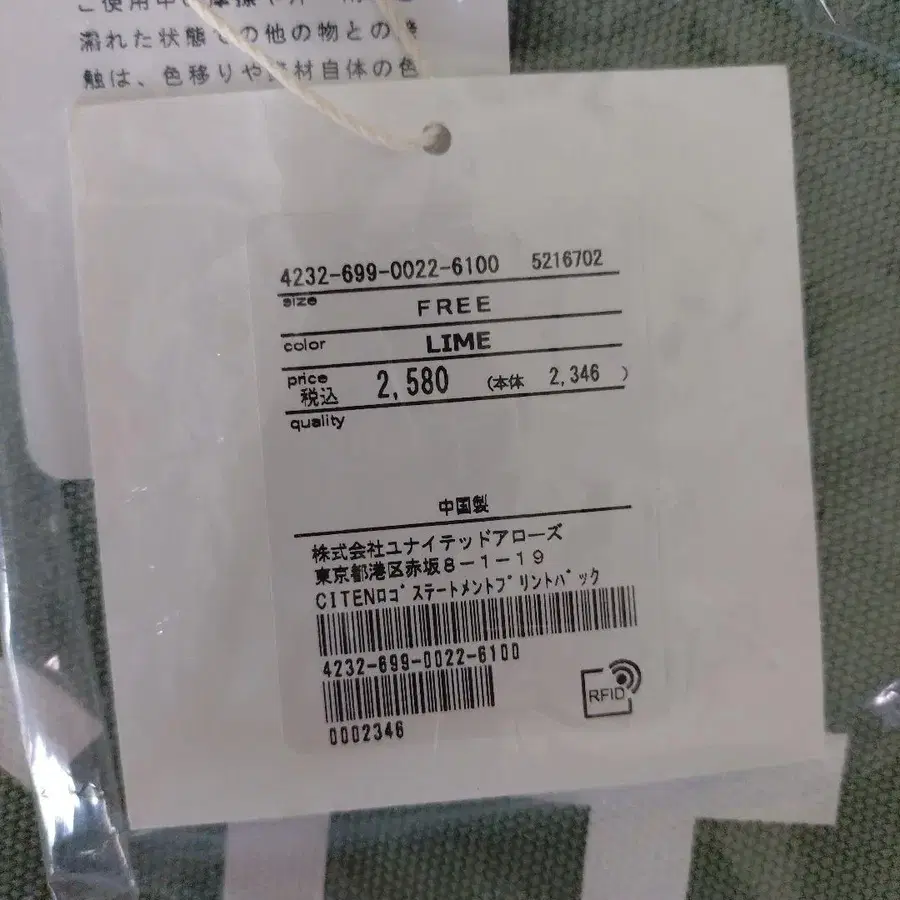 ご使用中
濡れた状態での他の物との
触は、色移りや 材自体の色
4232-699-0022-6100 5216702
size FREE
color LIME
price
税込 2,580 (本体 2,346 )
quality
中国製
株式会社ユナイテッドアローズ
東京都港区赤坂8-1-19
CITENロゴステートメントプリントバック
4232-699-0022-6100
RFID
0002346